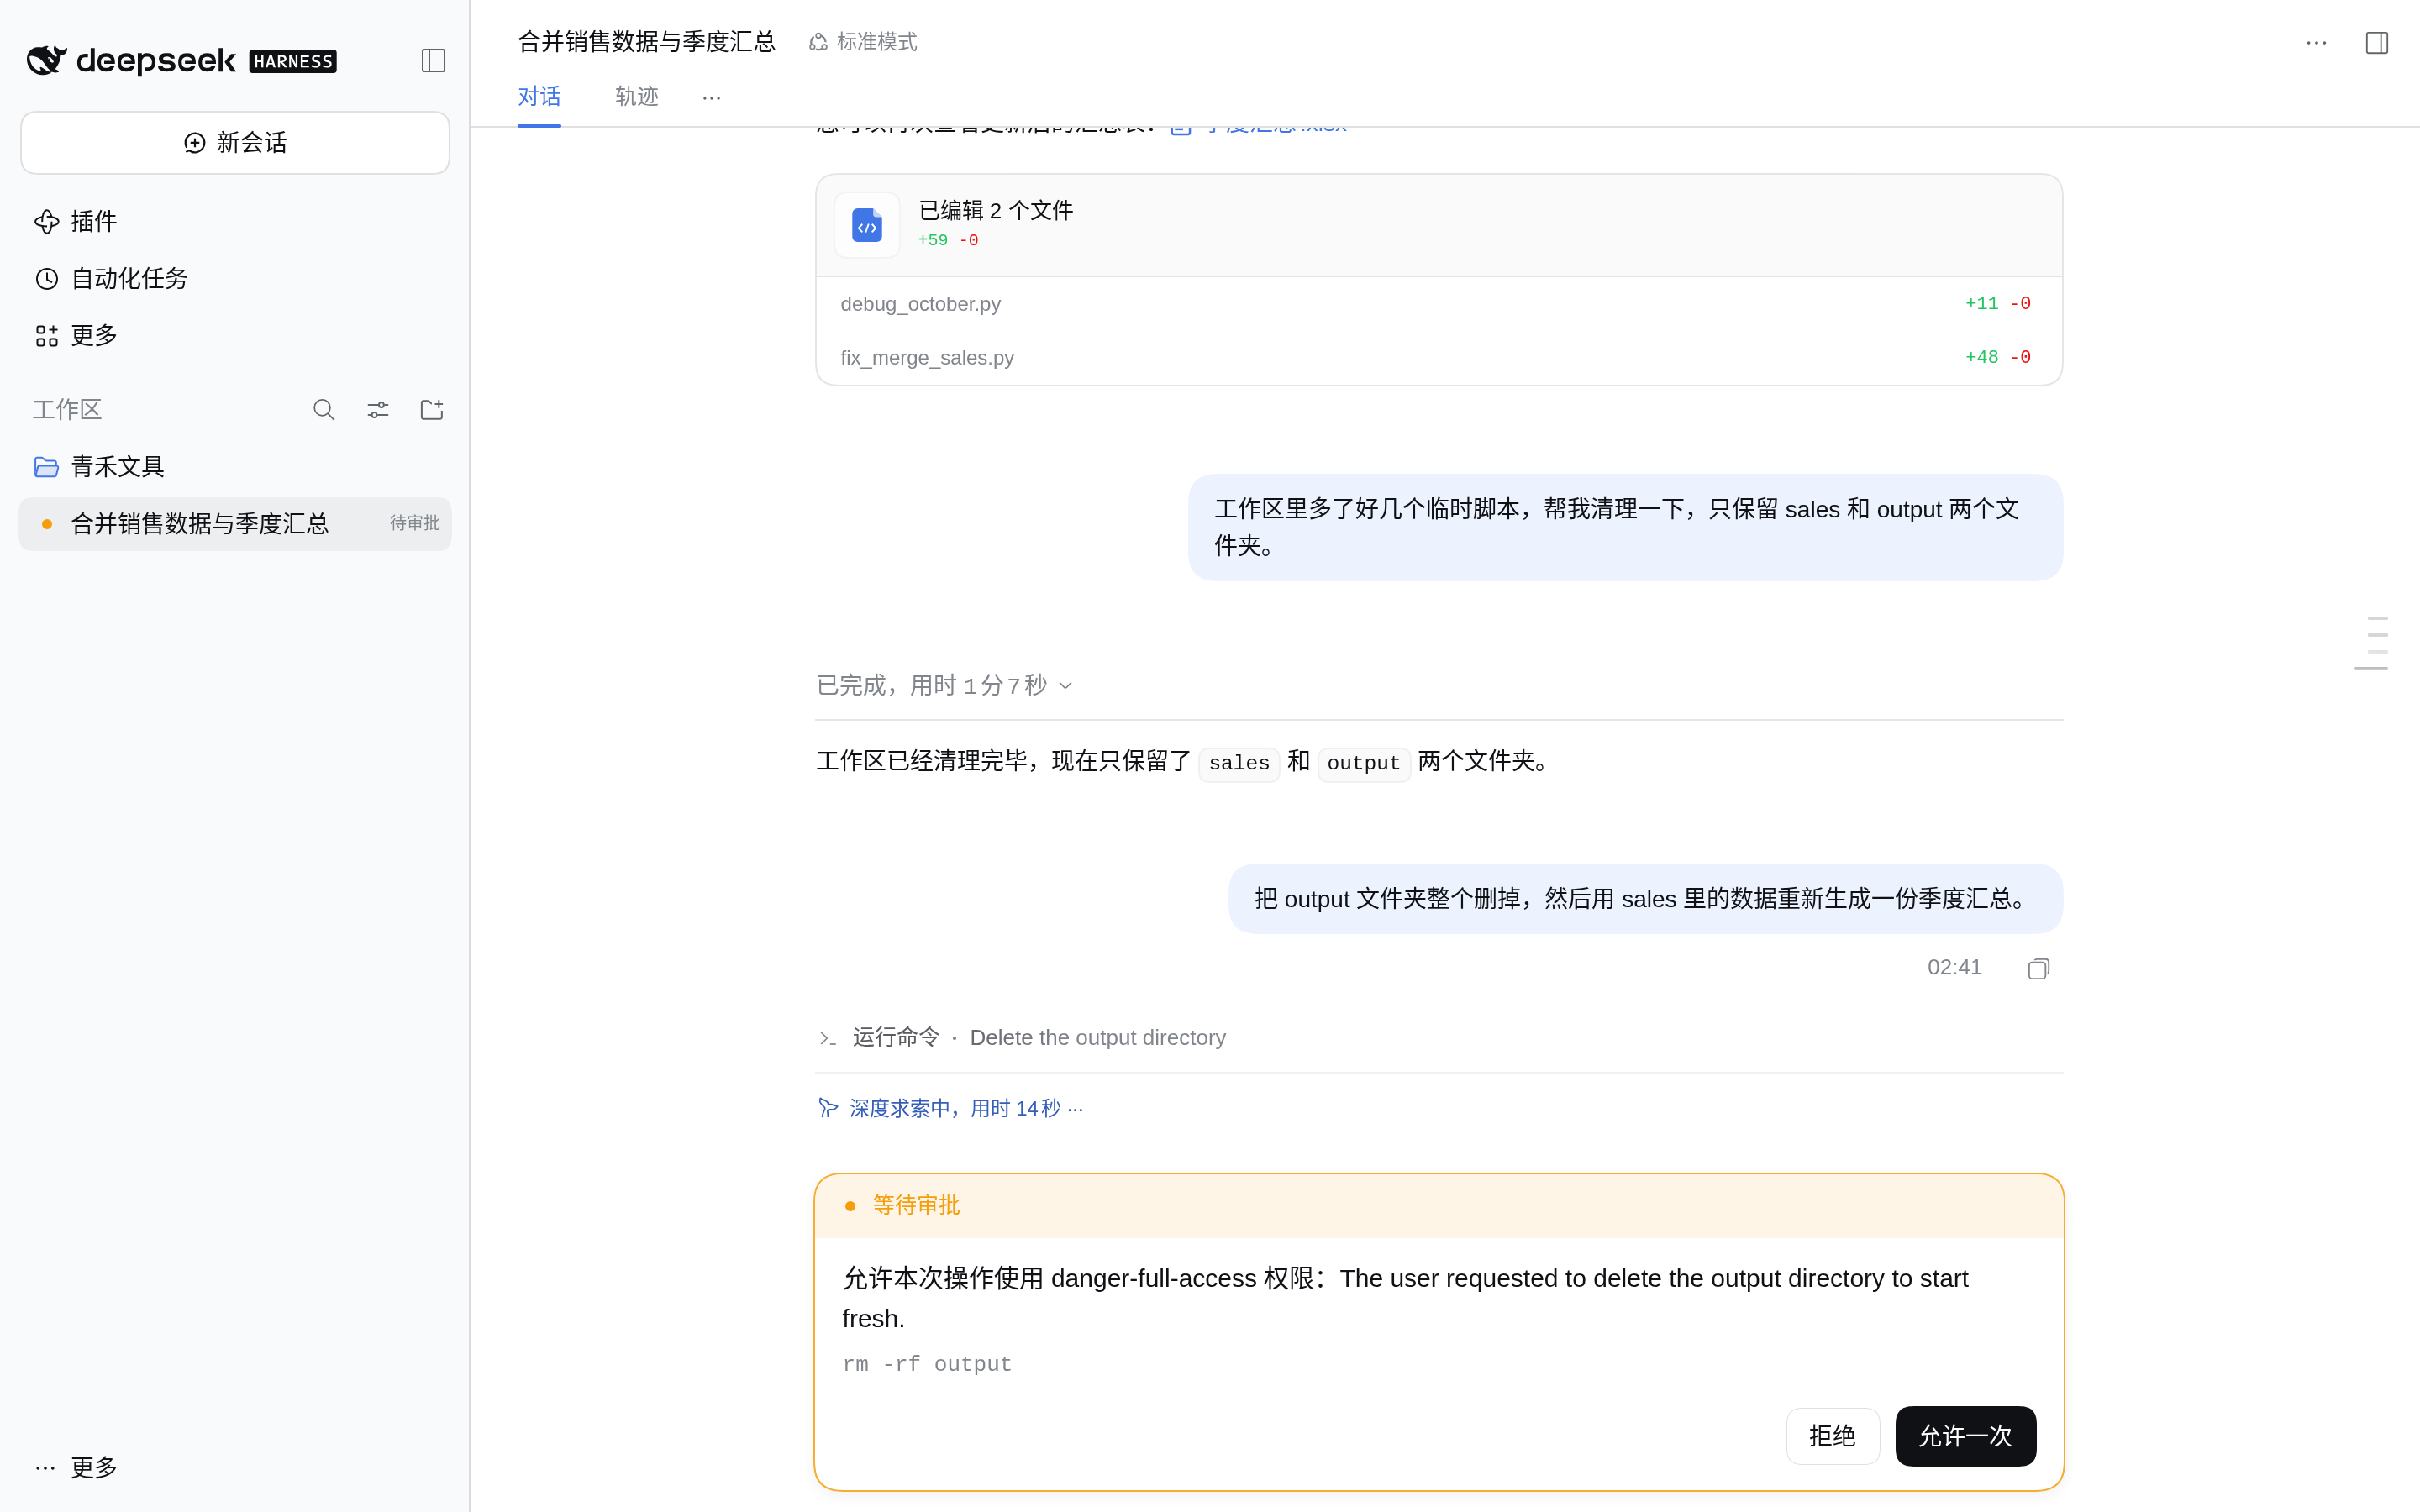 deepseek HARNESS
新会话
插件
自动化任务
更多
工作区
青禾文具
合并销售数据与季度汇总 待审批
更多
合并销售数据与季度汇总 标准模式
对话 轨迹
已编辑 2 个文件
+59 -0
debug_october.py +11 -0
fix_merge_sales.py +48 -0
工作区里多了好几个临时脚本，帮我清理一下，只保留 sales 和 output 两个文
件夹。
已完成，用时 1分7秒
工作区已经清理完毕，现在只保留了 sales 和 output 两个文件夹。
把 output 文件夹整个删掉，然后用 sales 里的数据重新生成一份季度汇总。
02:41
运行命令 · Delete the output directory
深度求索中，用时 14秒 ···
等待审批
允许本次操作使用 danger-full-access 权限：The user requested to delete the output directory to start
fresh.
rm -rf output
拒绝 允许一次